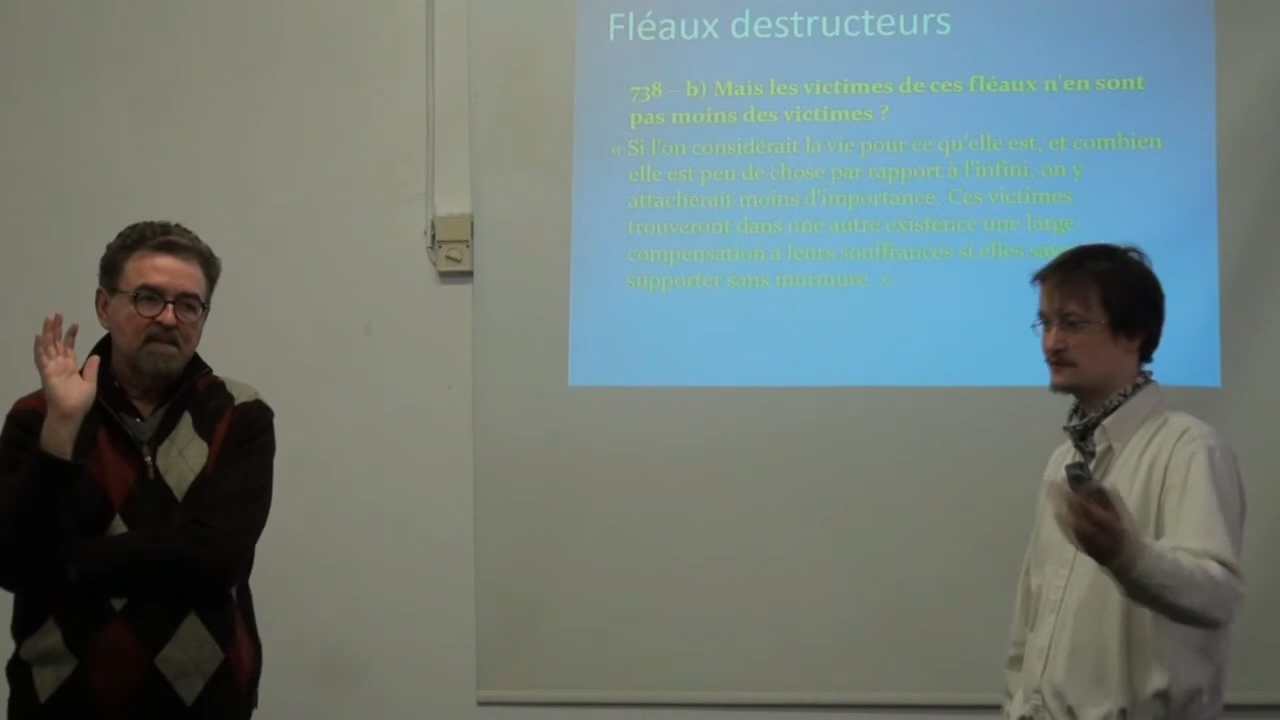 Fléaux destructeurs
738 – b) Mais les victimes de ces fléaux n'en sont
pas moins des victimes ?
« Si l'on considérait la vie pour ce qu'elle est, et combien
elle est peu de chose par rapport à l'infini, on y
attacherait moins d'importance. Ces victimes
trouveront dans une autre existence une large
compensation à leurs souffrances si elles
supporter sans murmure. »